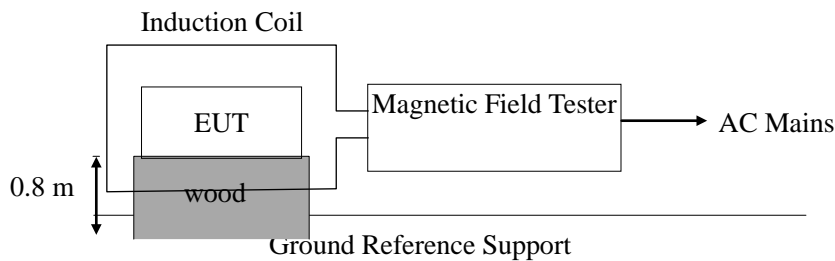 Induction Coil
Magnetic Field Tester
EUT
AC Mains
0.8 m
wood
Ground Reference Support